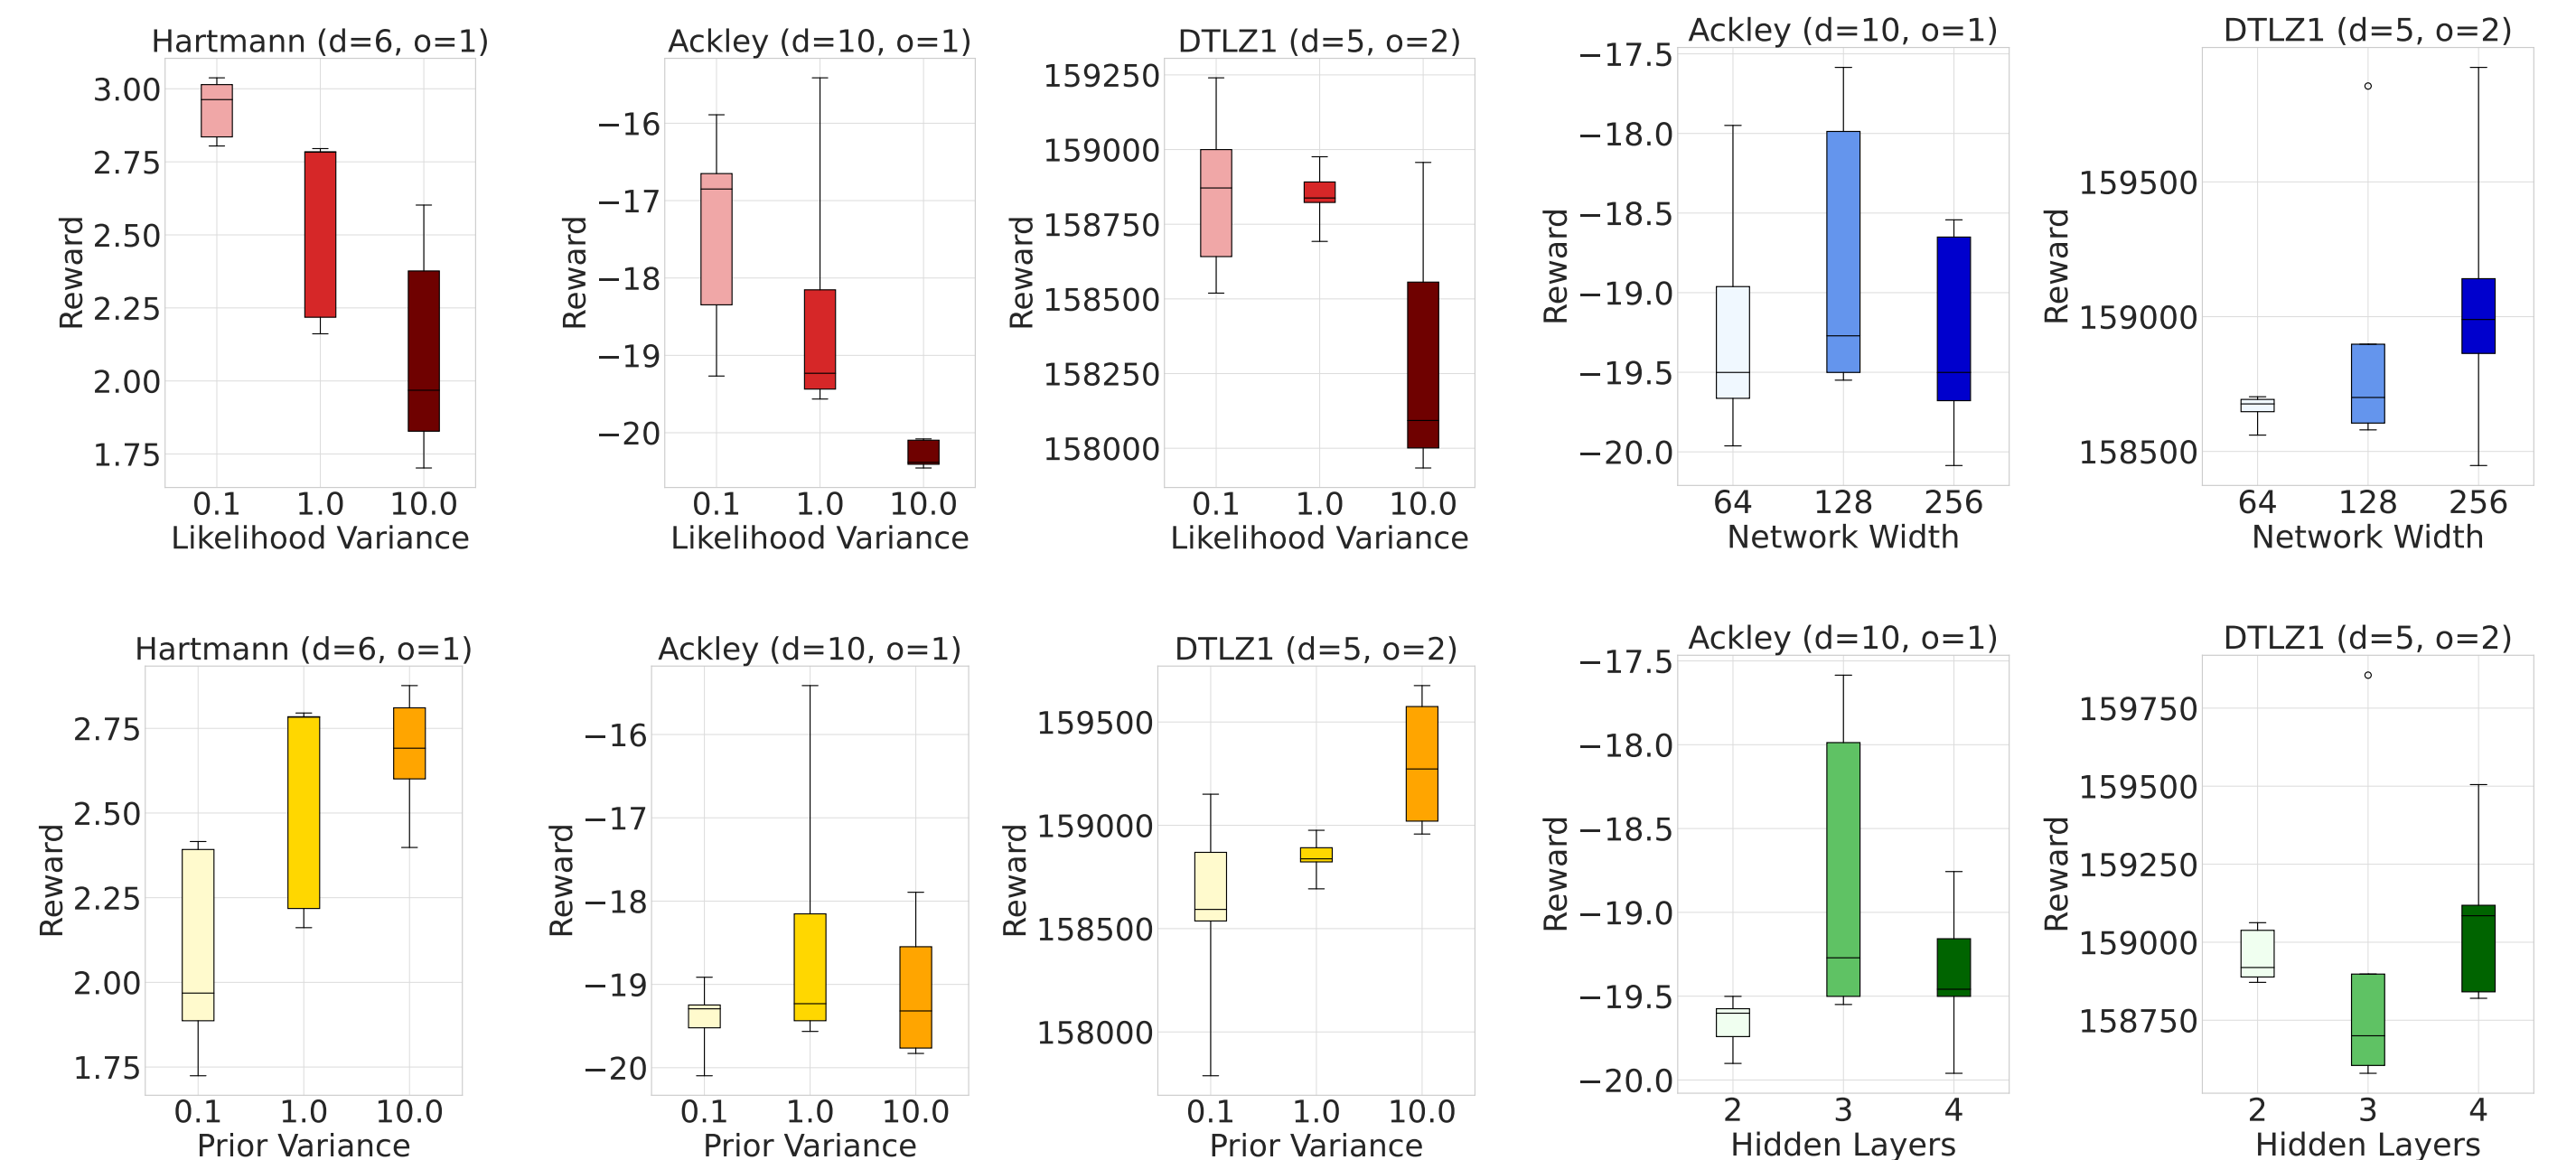 Hartmann (d=6, o=1)
3.00
2.75
2.50
2.25
2.00
1.75
Reward
0.1 1.0 10.0
Likelihood Variance
Ackley (d=10, o=1)
−16
−17
−18
−19
−20
Reward
0.1 1.0 10.0
Likelihood Variance
DTLZ1 (d=5, o=2)
159250
159000
158750
158500
158250
158000
Reward
0.1 1.0 10.0
Likelihood Variance
Ackley (d=10, o=1)
−17.5
−18.0
−18.5
−19.0
−19.5
−20.0
Reward
64 128 256
Network Width
DTLZ1 (d=5, o=2)
159500
159000
158500
Reward
64 128 256
Network Width
Hartmann (d=6, o=1)
2.75
2.50
2.25
2.00
1.75
Reward
0.1 1.0 10.0
Prior Variance
Ackley (d=10, o=1)
−16
−17
−18
−19
−20
Reward
0.1 1.0 10.0
Prior Variance
DTLZ1 (d=5, o=2)
159500
159000
158500
158000
Reward
0.1 1.0 10.0
Prior Variance
Ackley (d=10, o=1)
−17.5
−18.0
−18.5
−19.0
−19.5
−20.0
Reward
2 3 4
Hidden Layers
DTLZ1 (d=5, o=2)
159750
159500
159250
159000
158750
Reward
2 3 4
Hidden Layers